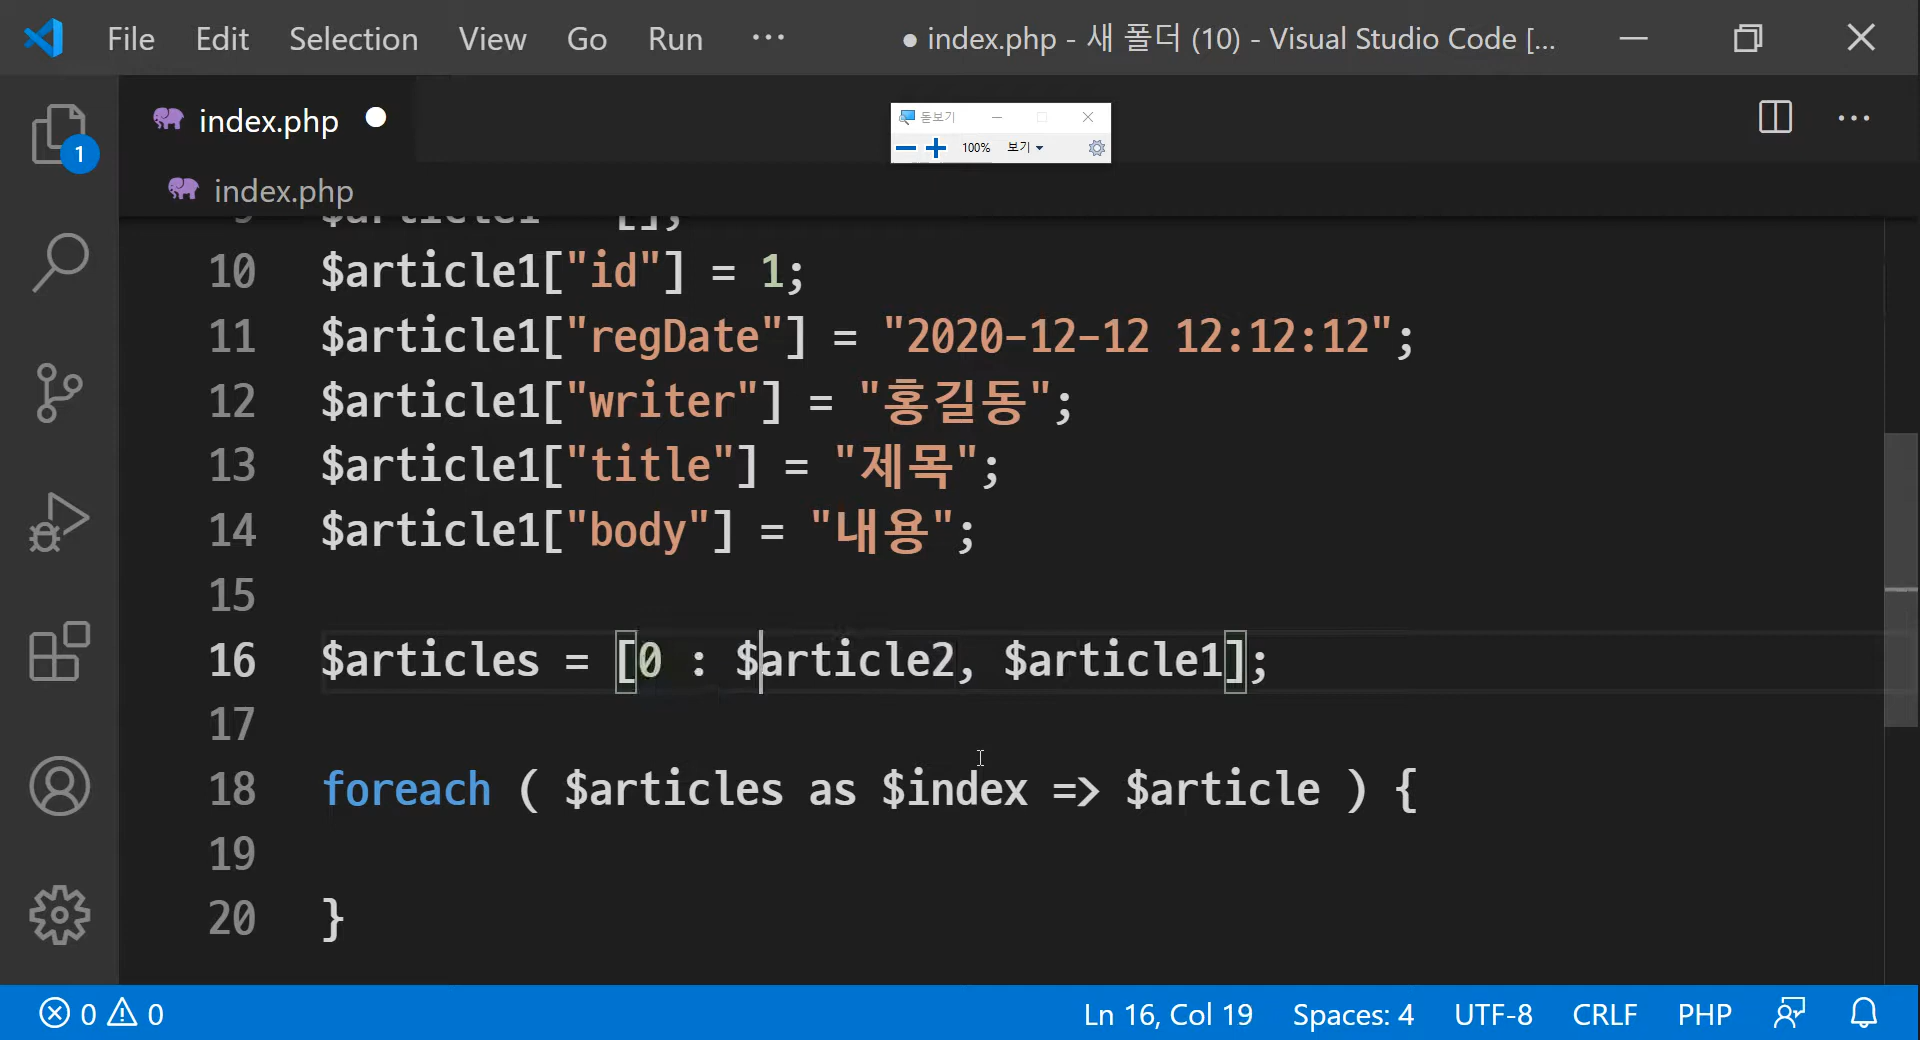 File Edit Selection View Go Run ··· ● index.php - 새 폴더 (10) - Visual Studio Code [...
index.php ●
돋보기
100% 보기
1
index.php
9 $article1 = [];
10 $article1["id"] = 1;
11 $article1["regDate"] = "2020-12-12 12:12:12";
12 $article1["writer"] = "홍길동";
13 $article1["title"] = "제목";
14 $article1["body"] = "내용";
15
16 $articles = [0 : $article2, $article1];
17
18 foreach ( $articles as $index => $article ) {
19
20 }
0 0 Ln 16, Col 19 Spaces: 4 UTF-8 CRLF PHP